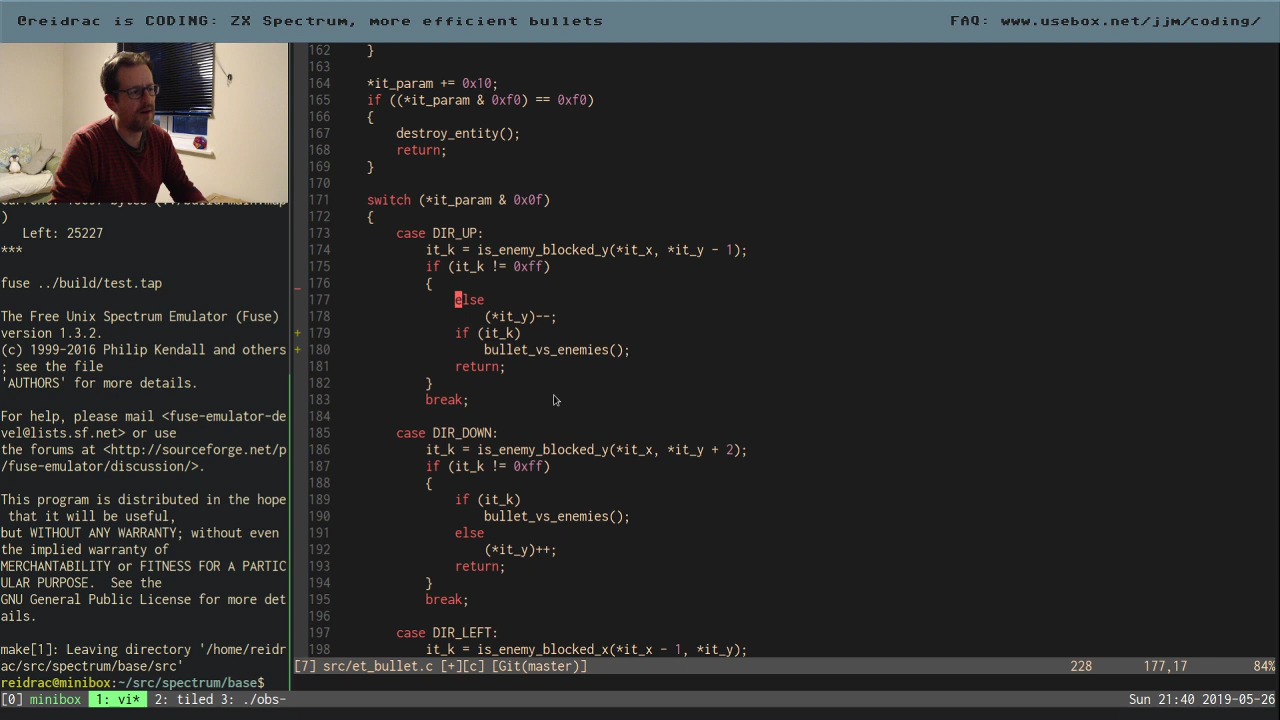 @reidrac is CODING: ZX Spectrum, more efficient bullets
FAQ: www.usebox.net/jjm/coding/
)
   Left: 25227
***
fuse ../build/test.tap
The Free Unix Spectrum Emulator (Fuse)
version 1.3.2.
(c) 1999-2016 Philip Kendall and others
; see the file
'AUTHORS' for more details.
For help, please mail <fuse-emulator-de
vel@lists.sf.net> or use
the forums at <http://sourceforge.net/p
/fuse-emulator/discussion/>.
This program is distributed in the hope
 that it will be useful,
but WITHOUT ANY WARRANTY; without even
the implied warranty of
MERCHANTABILITY or FITNESS FOR A PARTIC
ULAR PURPOSE.  See the
GNU General Public License for more det
ails.
make[1]: Leaving directory '/home/reidr
ac/src/spectrum/base/src'
reidrac@minibox:~/src/spectrum/base$
162     }
163
164     *it_param += 0x10;
165     if ((*it_param & 0xf0) == 0xf0)
166     {
167         destroy_entity();
168         return;
169     }
170
171     switch (*it_param & 0x0f)
172     {
173         case DIR_UP:
174             it_k = is_enemy_blocked_y(*it_x, *it_y - 1);
175             if (it_k != 0xff)
_ 176             {
177                 else
178                     (*it_y)--;
+ 179                 if (it_k)
+ 180                     bullet_vs_enemies();
181                 return;
182             }
183             break;
184
185         case DIR_DOWN:
186             it_k = is_enemy_blocked_y(*it_x, *it_y + 2);
187             if (it_k != 0xff)
188             {
189                 if (it_k)
190                     bullet_vs_enemies();
191                 else
192                     (*it_y)++;
193                 return;
194             }
195             break;
196
197         case DIR_LEFT:
198             it_k = is_enemy_blocked_x(*it_x - 1, *it_y);
[7] src/et_bullet.c [+][c] [Git(master)]    228    177,17    84%
[0] minibox  1: vi*  2: tiled 3: ./obs-    Sun 21:40 2019-05-26